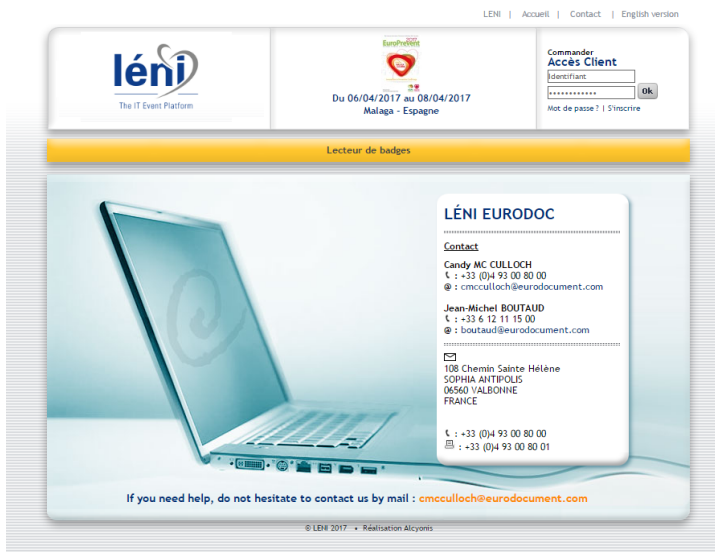 LENI | Accueil | Contact | English version
léni
The IT Event Platform
EuroPrevent
Du 06/04/2017 au 08/04/2017
Malaga - Espagne
Commander
Accès Client
Identifiant
••••••••••••
Ok
Mot de passe ? | S'inscrire
Lecteur de badges
LÉNI EURODOC
Contact
Candy MC CULLOCH
: +33 (0)4 93 00 80 00
@ : cmcculloch@eurodocument.com
Jean-Michel BOUTAUD
: +33 6 12 11 15 00
@ : boutaud@eurodocument.com
108 Chemin Sainte Hélène
SOPHIA ANTIPOLIS
06560 VALBONNE
FRANCE
: +33 (0)4 93 00 80 00
: +33 (0)4 93 00 80 01
If you need help, do not hesitate to contact us by mail : cmcculloch@eurodocument.com
© LENI 2017 • Réalisation Alcyonis